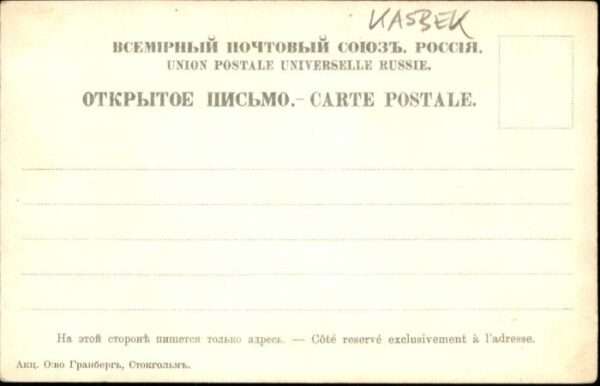 KASBEK
ВСЕМІРНЫЙ ПОЧТОВЫЙ СОЮЗЪ. РОССІЯ.
UNION POSTALE UNIVERSELLE RUSSIE.
ОТКРЫТОЕ ПИСЬМО.– CARTE POSTALE.
На этой сторонѣ пишется только адресъ. — Côté reservé exclusivement à l'adresse.
Акц. О-во Гранбергъ, Стокгольмъ.